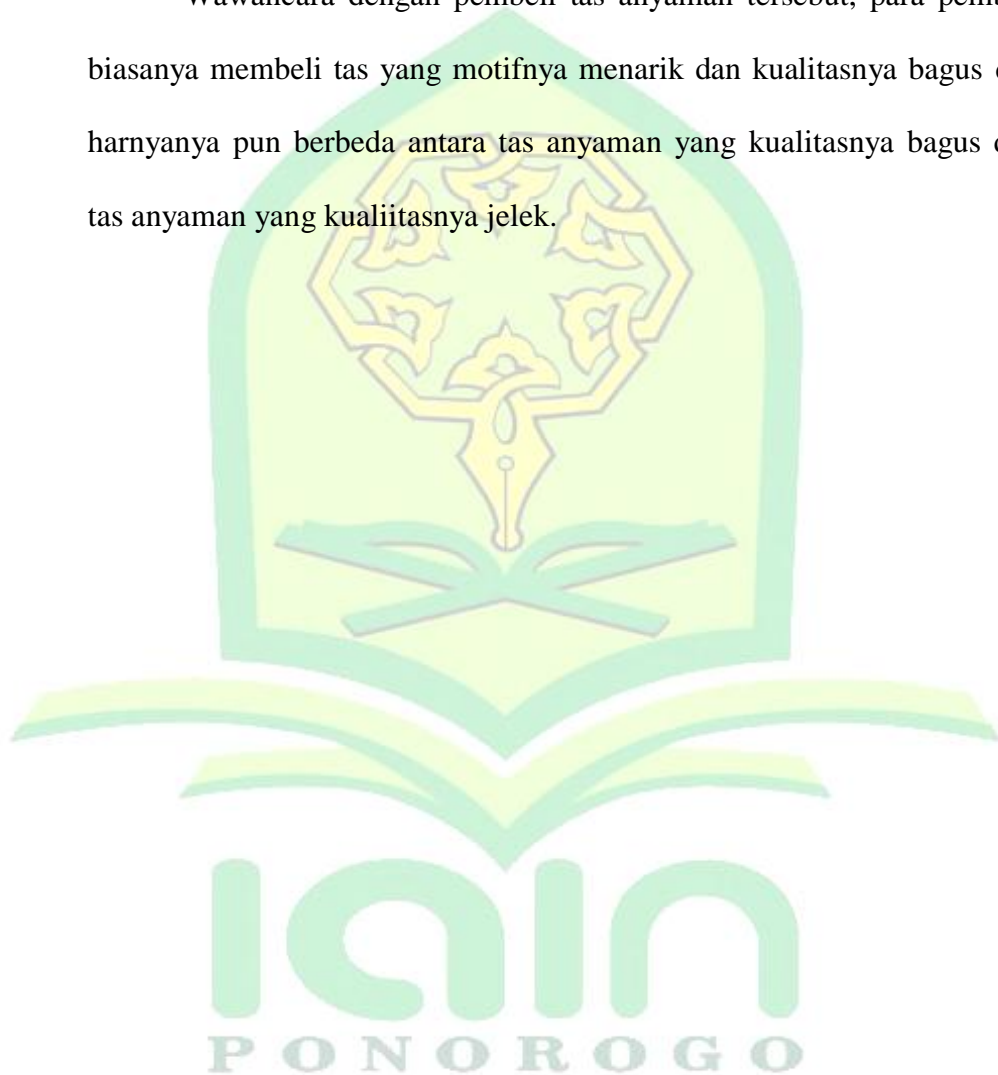 Wawancara dengan pembeli tas anyaman tersebut, para
biasanya membeli tas yang motifnya menarik dan kualitasnya bagus
harnyanya pun berbeda antara tas anyaman yang kualitasnya bagus
tas anyaman yang kualiitasnya jelek.
iain
PONOROGO